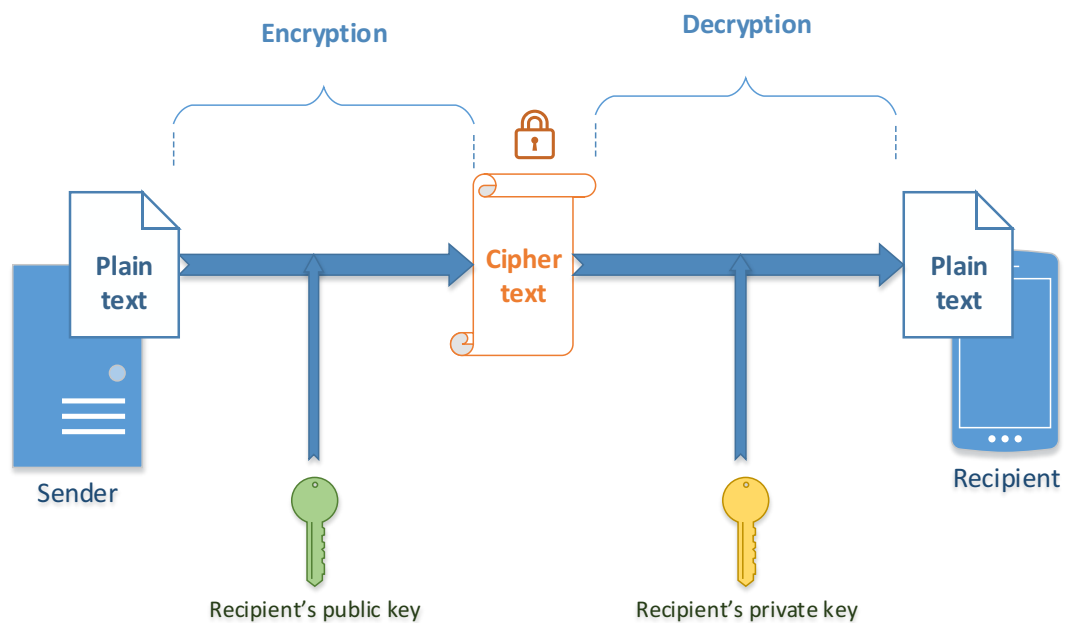 Encryption
Decryption
Plain
text
Cipher
text
Plain
text
Sender
Recipient
Recipient's public key
Recipient's private key